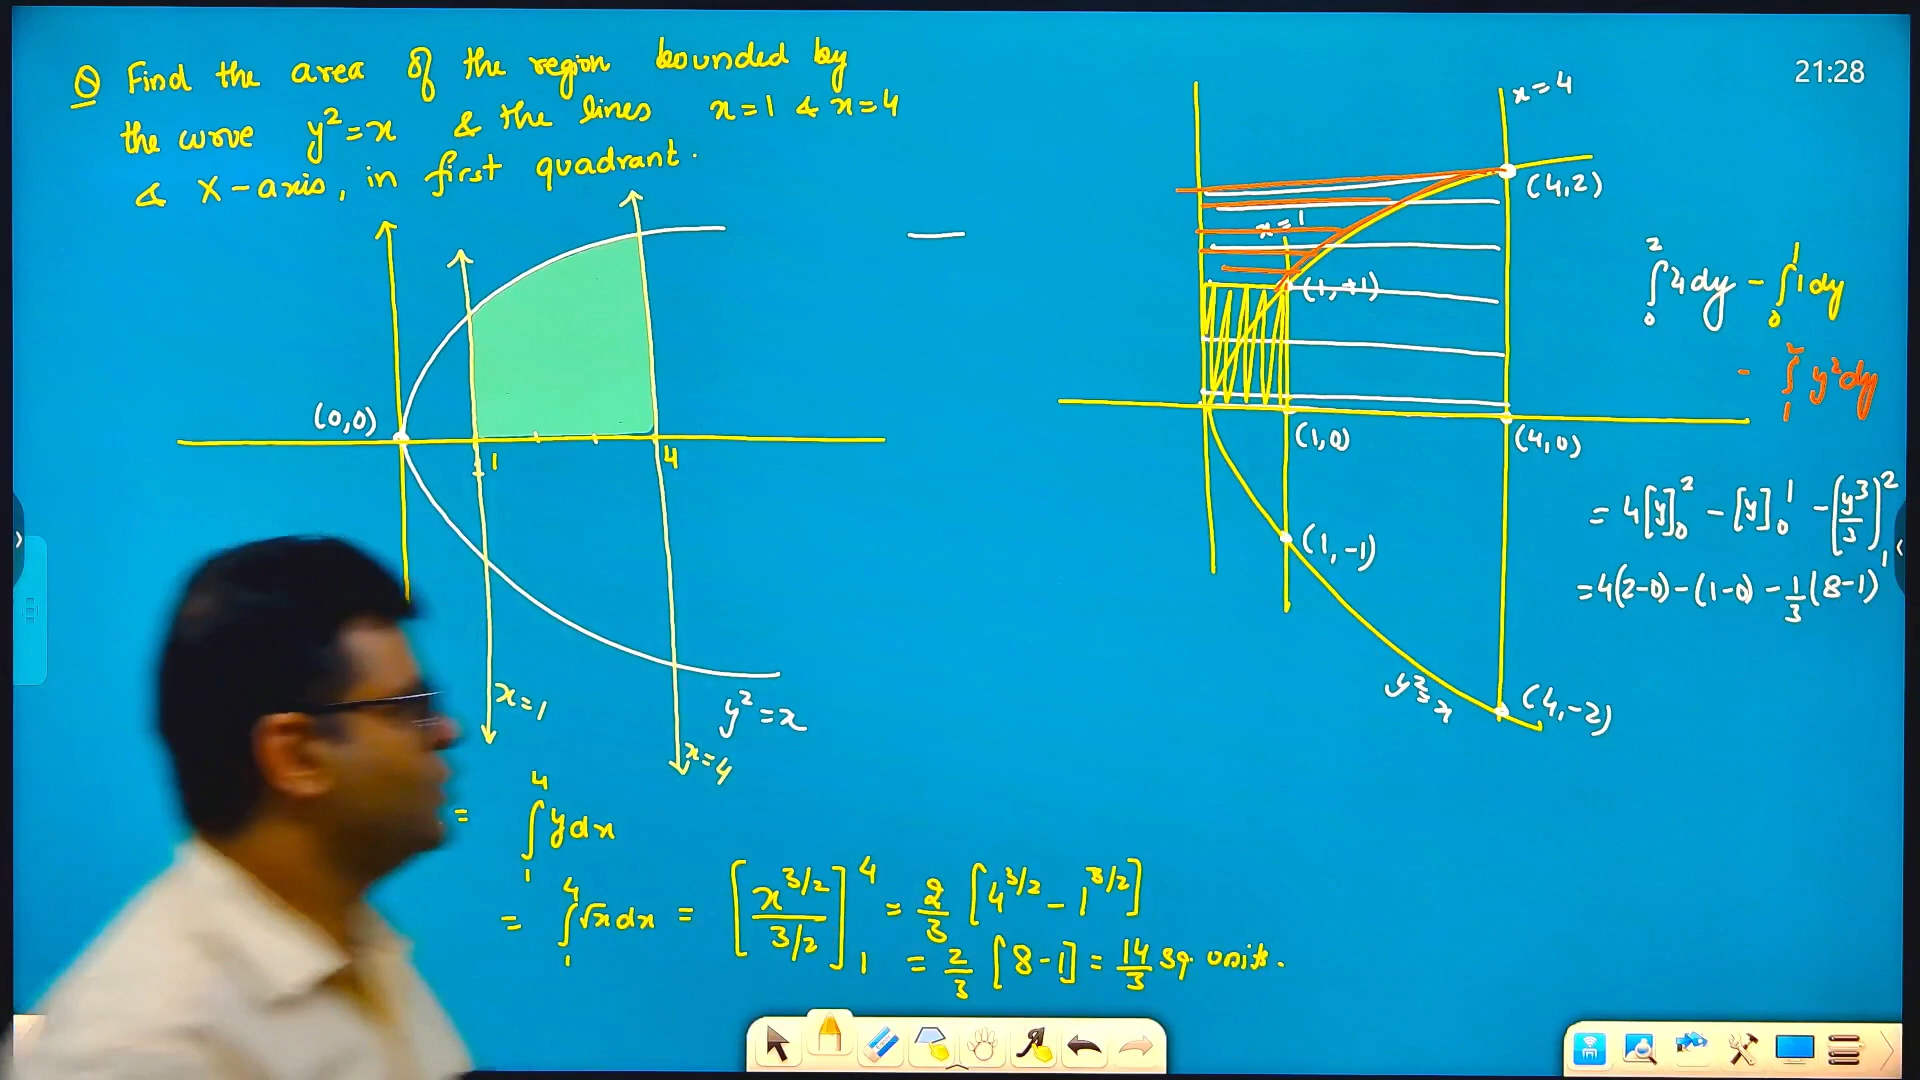 Q Find the area of the region bounded by
the curve y²=x & the lines x=1 & x=4
& X-axis, in first quadrant.
(0,0)
1
4
x=1
x=4
y²=x
= ∫₁⁴ y dx
= ∫₁⁴ √x dx = [x^(3/2) / 3/2]₁⁴ = 2/3 [4^(3/2) - 1^(3/2)]
= 2/3 [8-1] = 14/3 sq. units.
21:28
x=4
(4,2)
x=1
(1,+1)
(1,0)
(4,0)
(1,-1)
y²=x
(4,-2)
∫₀² 4dy - ∫₀¹ 1dy
- ∫₁² y²dy
= 4[y]₀² - [y]₀¹ - (y³/3)₁²
= 4(2-0) - (1-0) - 1/3 (8-1)